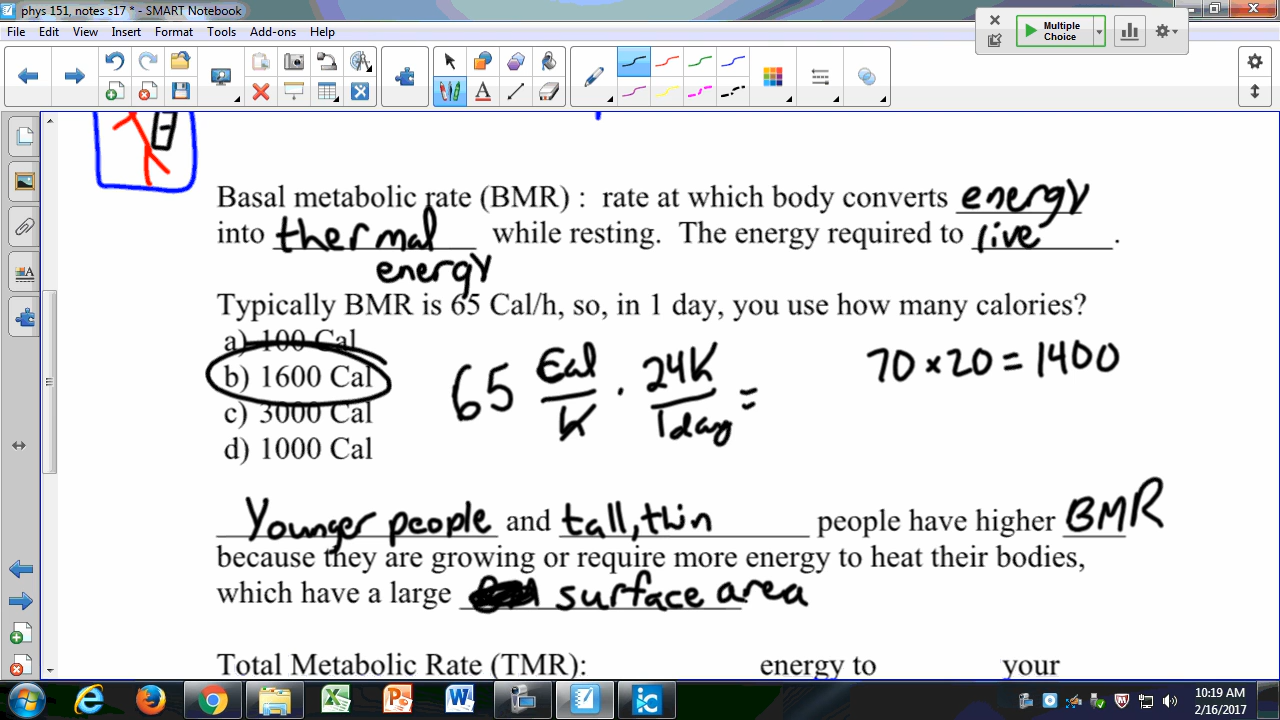 phys 151, notes s17 * - SMART Notebook
File Edit View Insert Format Tools Add-ons Help
Multiple Choice
Basal metabolic rate (BMR) : rate at which body converts energy
into thermal energy while resting. The energy required to live.
Typically BMR is 65 Cal/h, so, in 1 day, you use how many calories?
a) 100 Cal
b) 1600 Cal
c) 3000 Cal
d) 1000 Cal
65 Cal/h · 24h/1day =
70 × 20 = 1400
Younger people and tall, thin people have higher BMR
because they are growing or require more energy to heat their bodies,
which have a large surface area
Total Metabolic Rate (TMR): energy to your
10:19 AM
2/16/2017